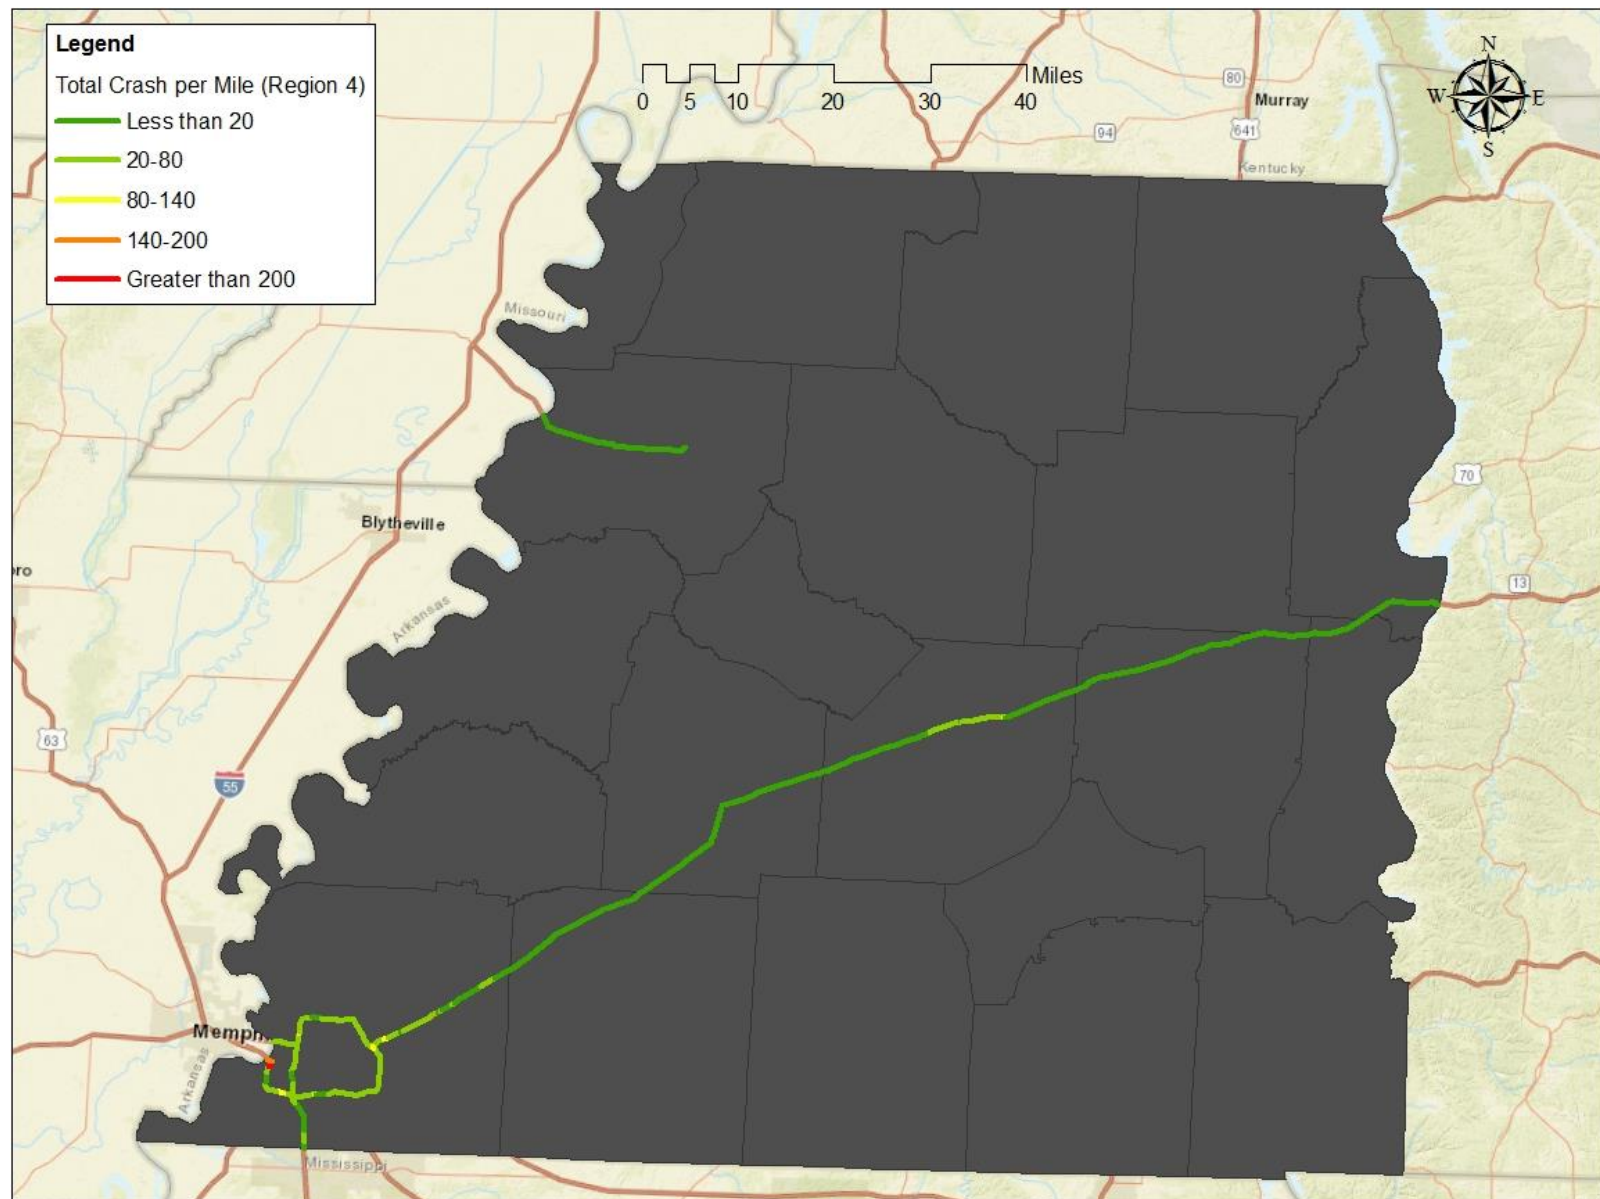 Legend
Total Crash per Mile (Region 4)
Less than 20
20-80
80-140
140-200
Greater than 200
0 5 10 20 30 40 Miles
N
W E
S
80
Murray
94
641
Kentucky
Missouri
70
Blytheville
13
Arkansas
63
55
Arkansas
Mississippi